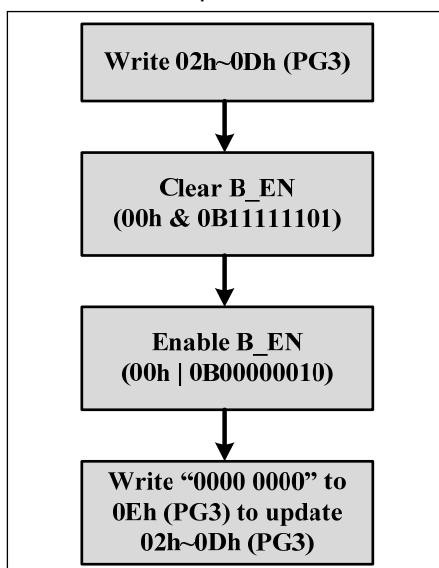 Write 02h~0Dh (PG3)
Clear B_EN
(00h & 0B11111101)
Enable B_EN
(00h | 0B00000010)
Write “0000 0000” to
0Eh (PG3) to update
02h~0Dh (PG3)